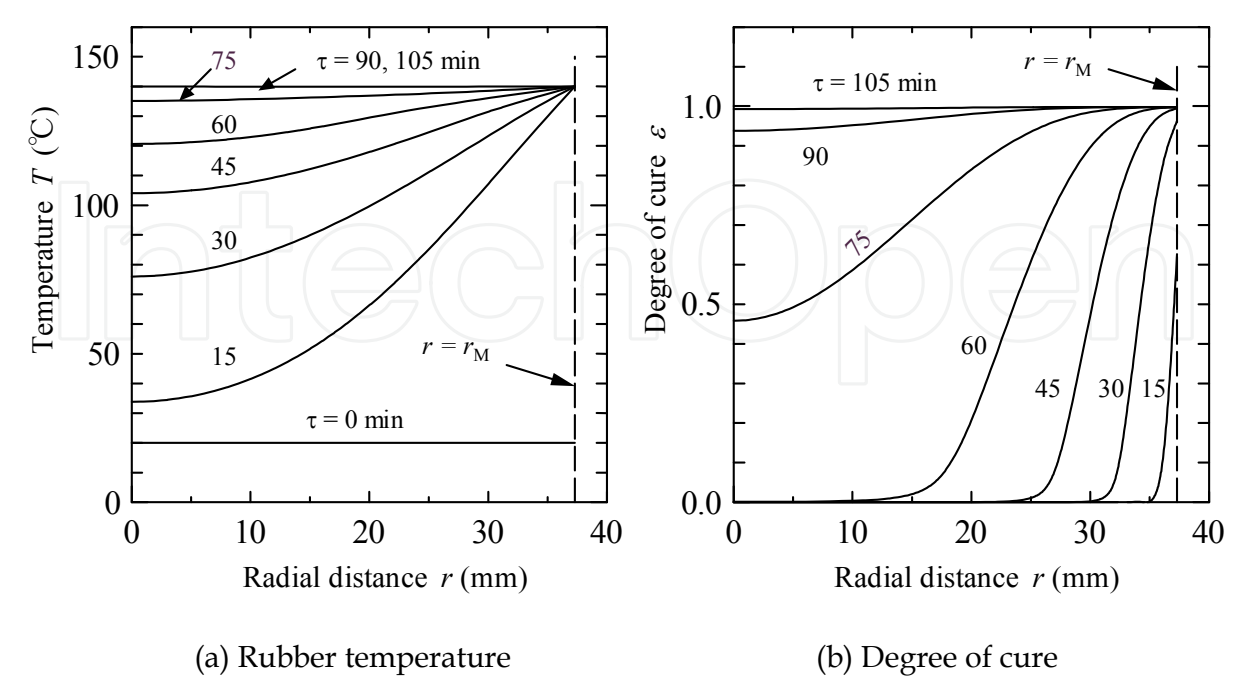 150
100
50
0
0
10
20
30
40
Temperature T (℃)
Radial distance r (mm)
75
τ = 90, 105 min
60
45
30
15
r = rM
τ = 0 min
(a) Rubber temperature
1.0
0.5
0.0
0
10
20
30
40
Degree of cure ε
Radial distance r (mm)
r = rM
τ = 105 min
90
75
60
45
30
15
(b) Degree of cure
IntechOpen